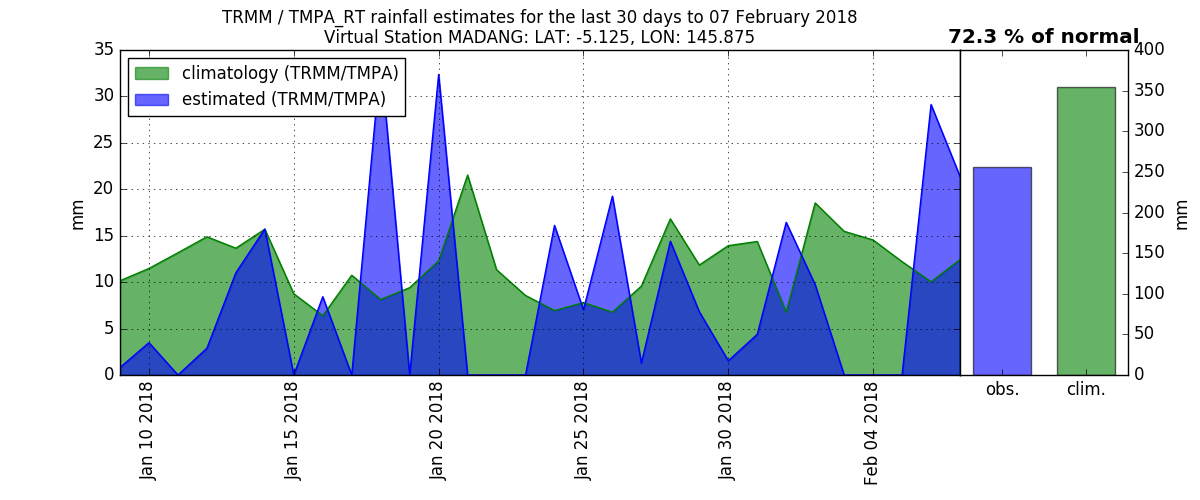 TRMM / TMPA_RT rainfall estimates for the last 30 days to 07 February 2018
Virtual Station MADANG: LAT: -5.125, LON: 145.875
72.3 % of normal
climatology (TRMM/TMPA)
estimated (TRMM/TMPA)
mm
35
30
25
20
15
10
5
0
Jan 10 2018
Jan 15 2018
Jan 20 2018
Jan 25 2018
Jan 30 2018
Feb 04 2018
obs.
clim.
400
350
300
250
200
150
100
50
0
mm